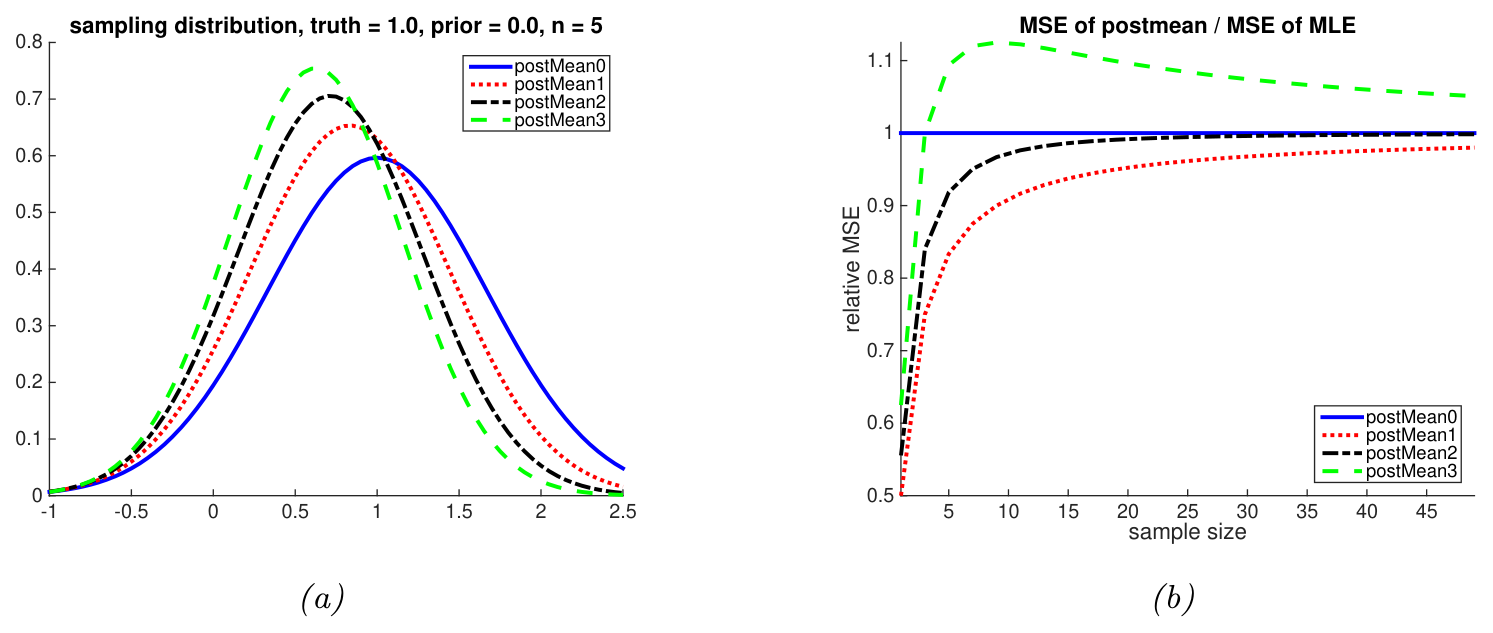 sampling distribution, truth = 1.0, prior = 0.0, n = 5
0.8
0.7
0.6
0.5
0.4
0.3
0.2
0.1
0
-1 -0.5 0 0.5 1 1.5 2 2.5
postMean0
postMean1
postMean2
postMean3
(a)
MSE of postmean / MSE of MLE
relative MSE
1.1
1
0.9
0.8
0.7
0.6
0.5
5 10 15 20 25 30 35 40 45
sample size
postMean0
postMean1
postMean2
postMean3
(b)